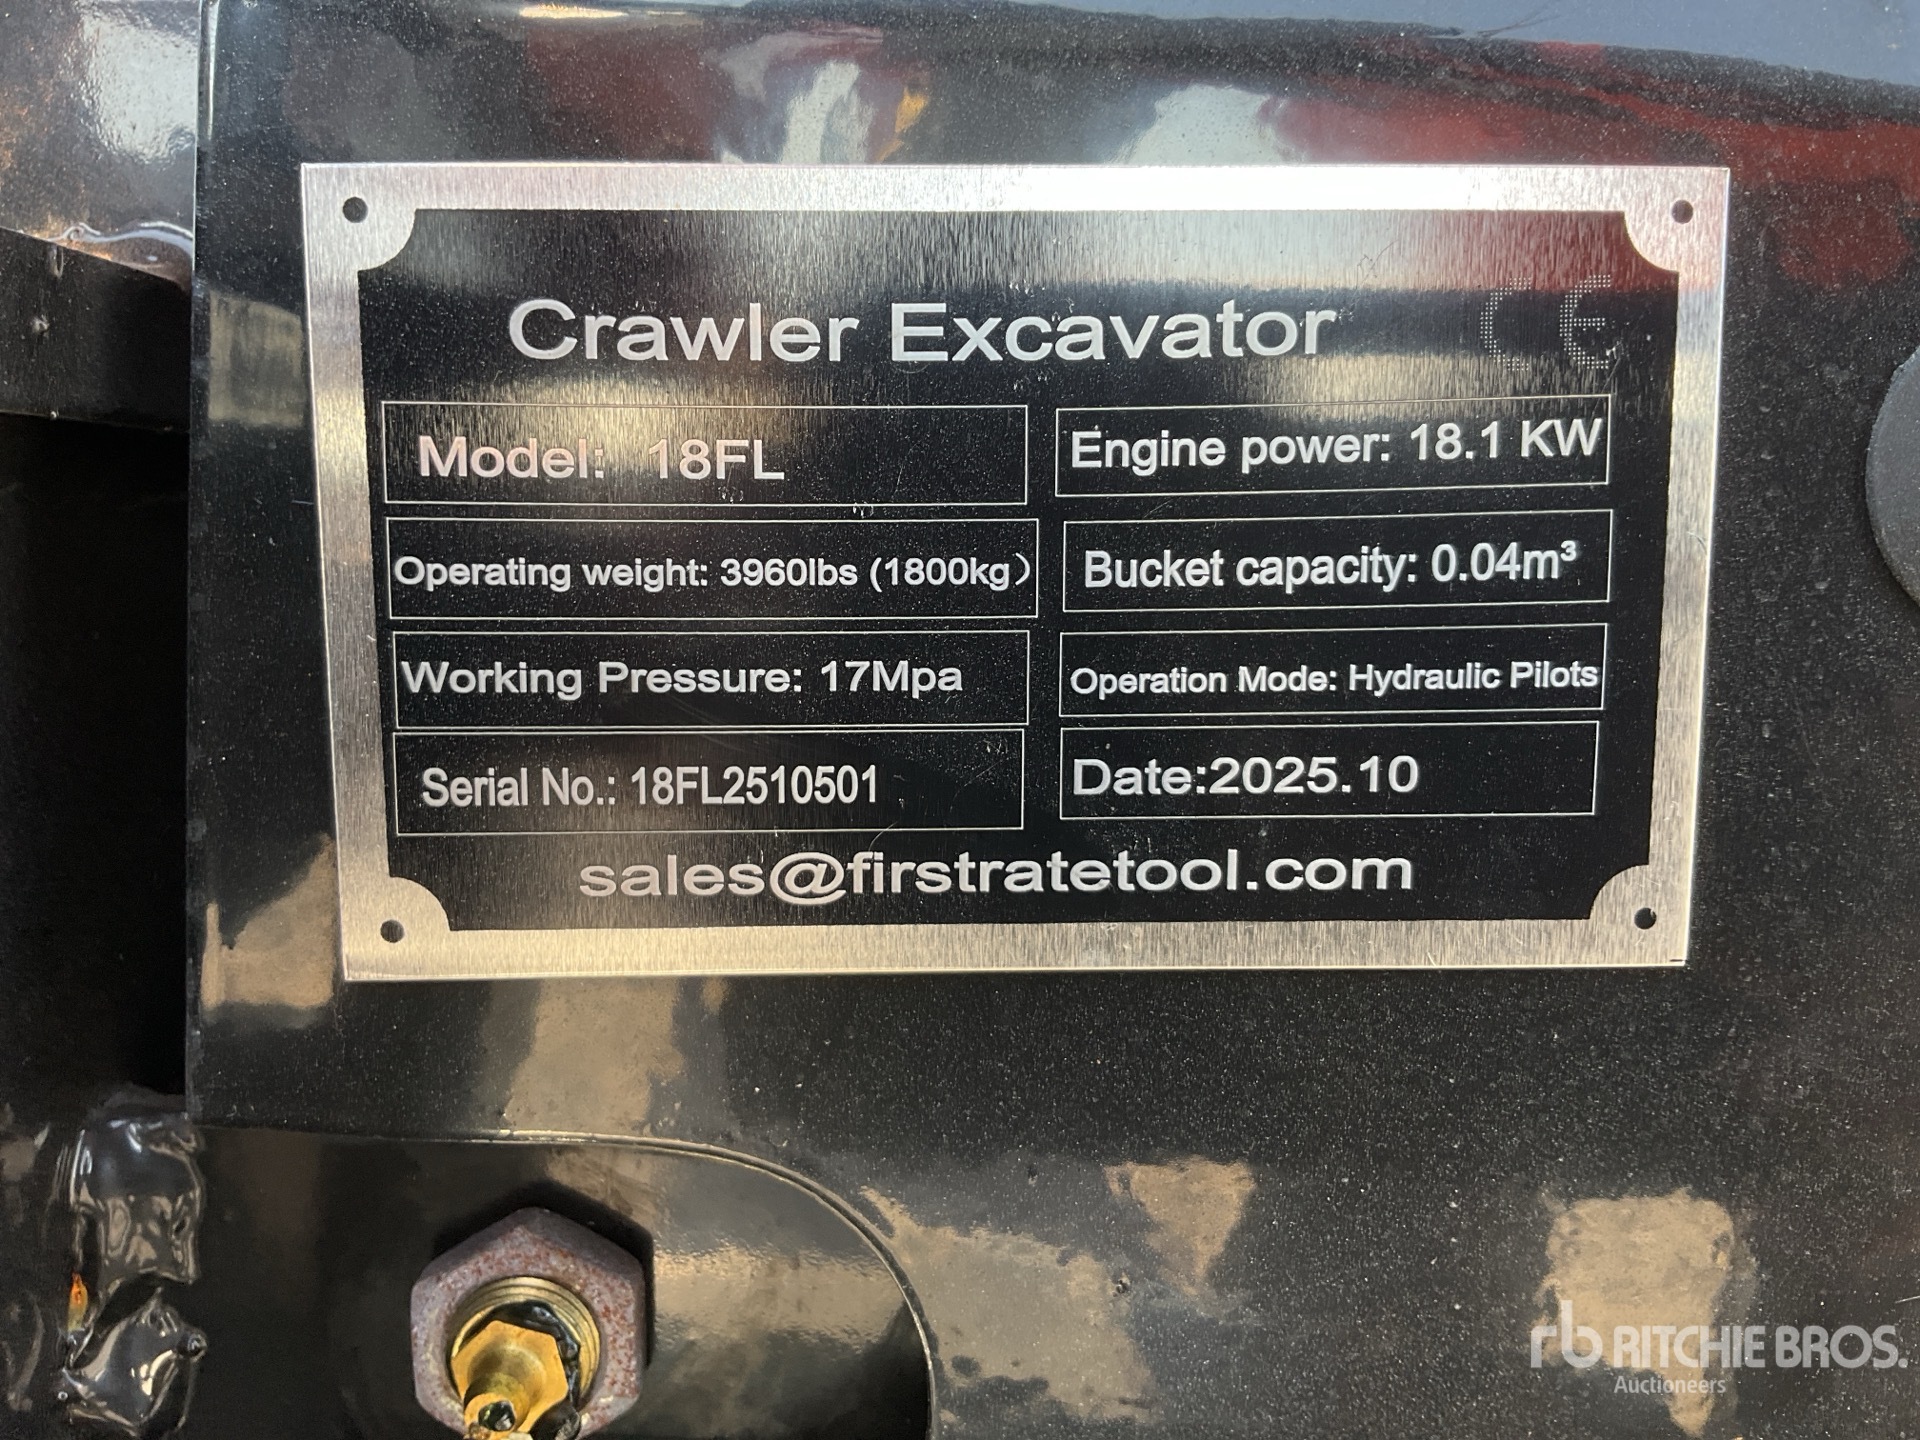 Crawler Excavator CE
Model: 18FL
Engine power: 18.1 KW
Operating weight: 3960lbs (1800kg)
Bucket capacity: 0.04m³
Working Pressure: 17Mpa
Operation Mode: Hydraulic Pilots
Serial No.: 18FL2510501
Date:2025.10
sales@firstratetool.com
rb RITCHIE BROS.
Auctioneers